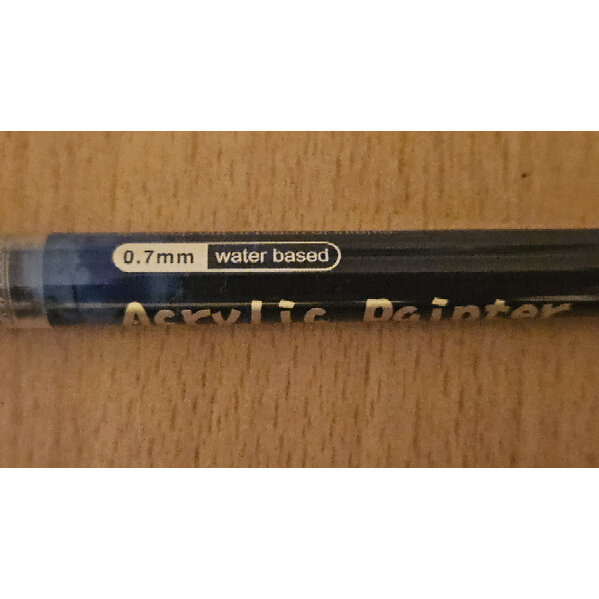 0.7mm water based
Acrylic Painter